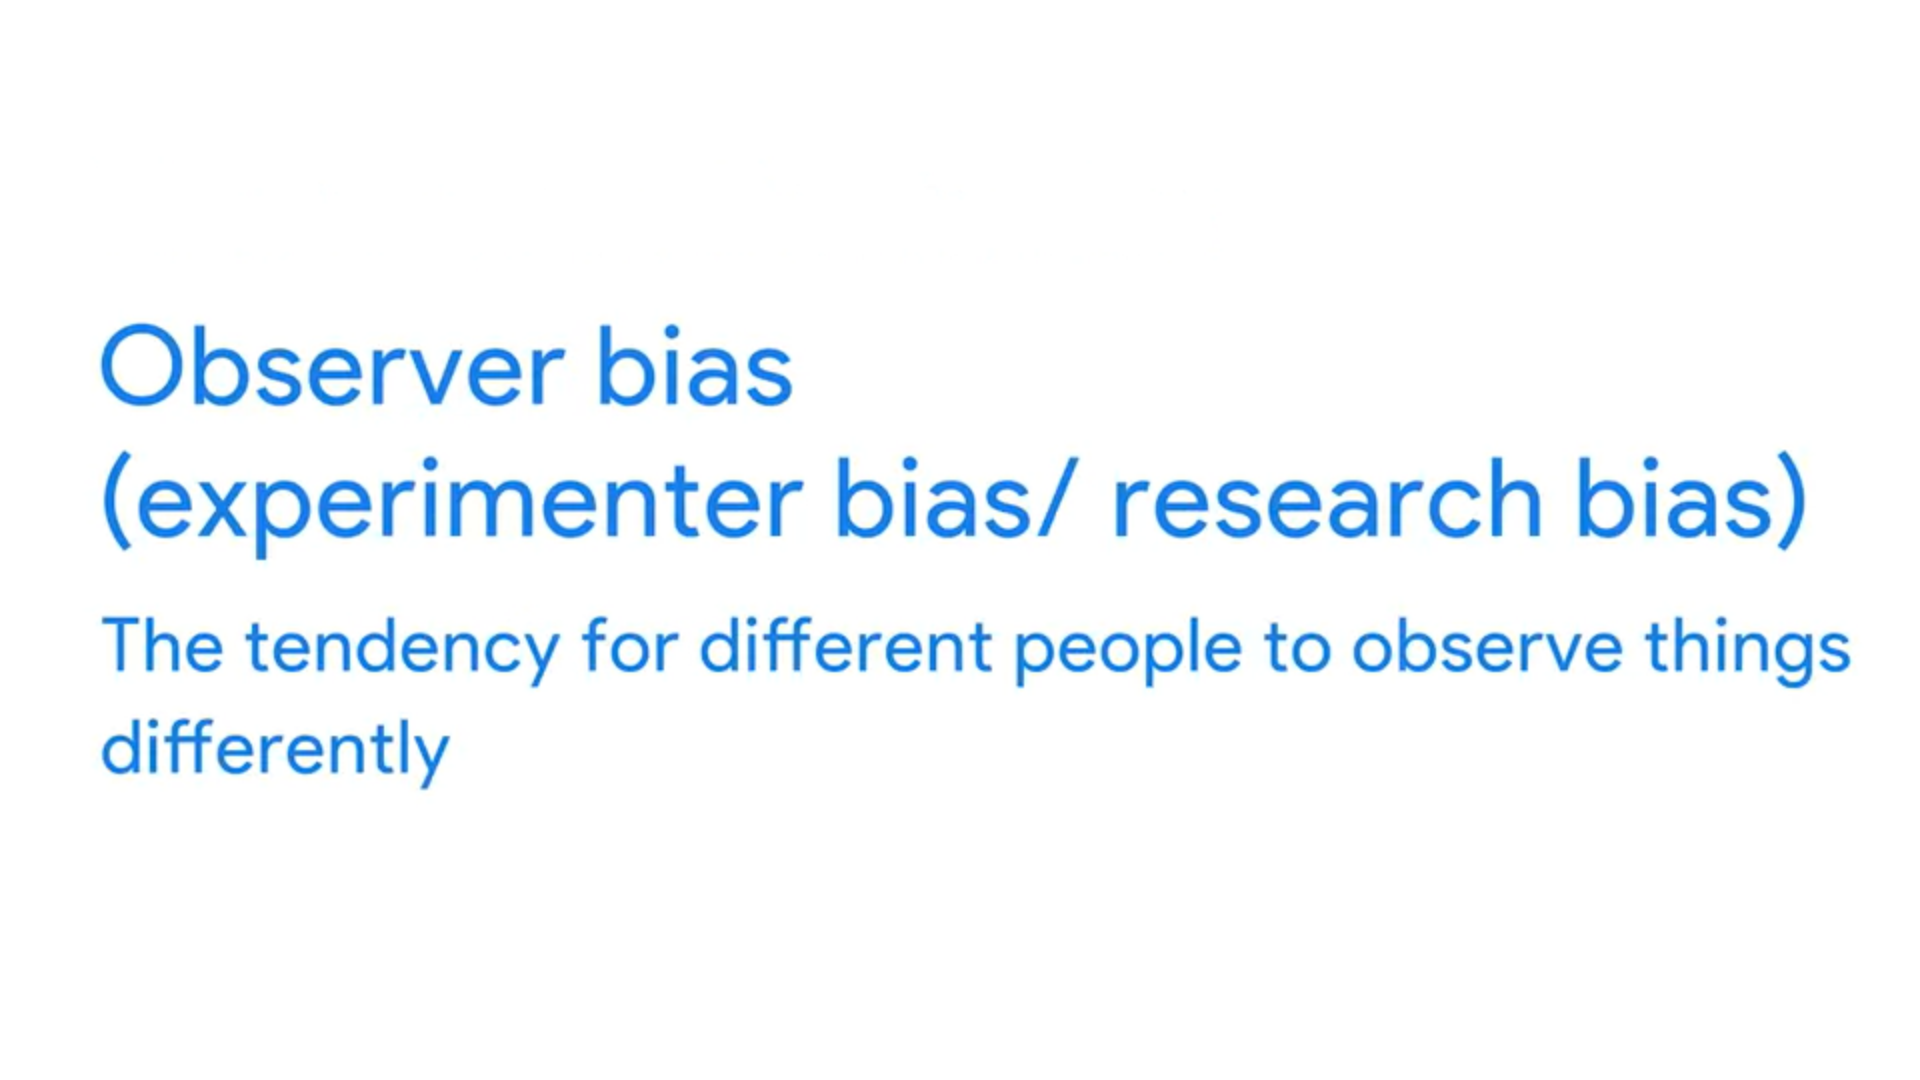 Observer bias
(experimenter bias/ research bias)
The tendency for different people to observe things
differently